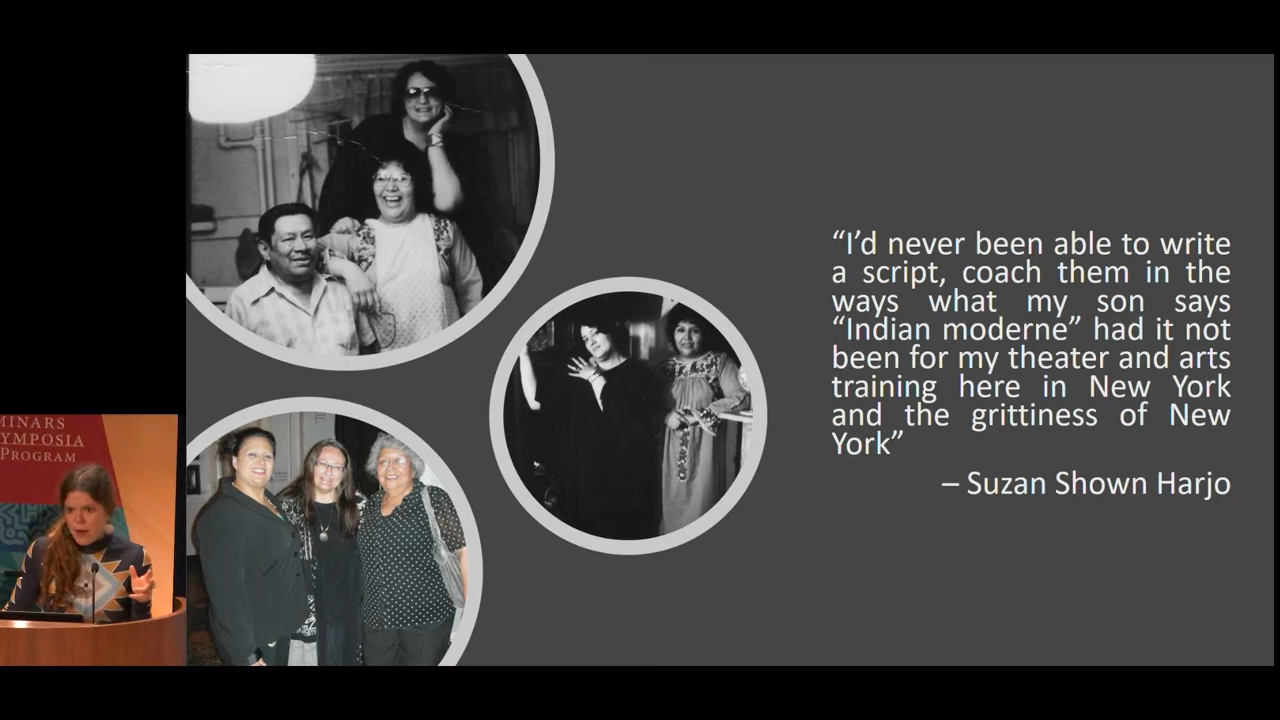 MINARS
YMPOSIA
PROGRAM
“I’d never been able to write
a script, coach them in the
ways what my son says
“Indian moderne” had it not
been for my theater and arts
training here in New York
and the grittiness of New
York”
– Suzan Shown Harjo